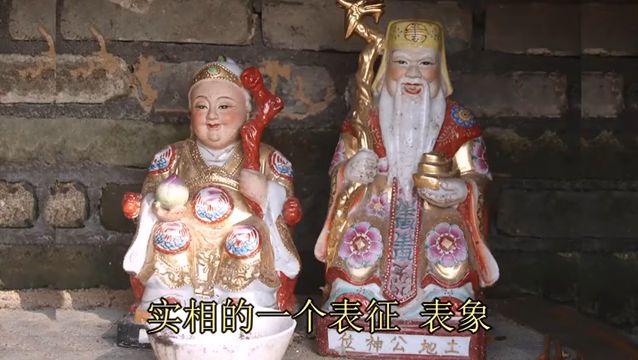 实相的一个表征 表象
土地公神位